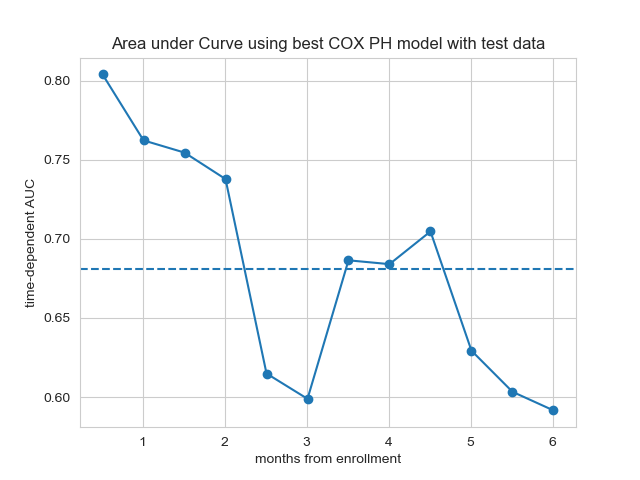 Area under Curve using best COX PH model with test data
time-dependent AUC
0.80
0.75
0.70
0.65
0.60
1 2 3 4 5 6
months from enrollment